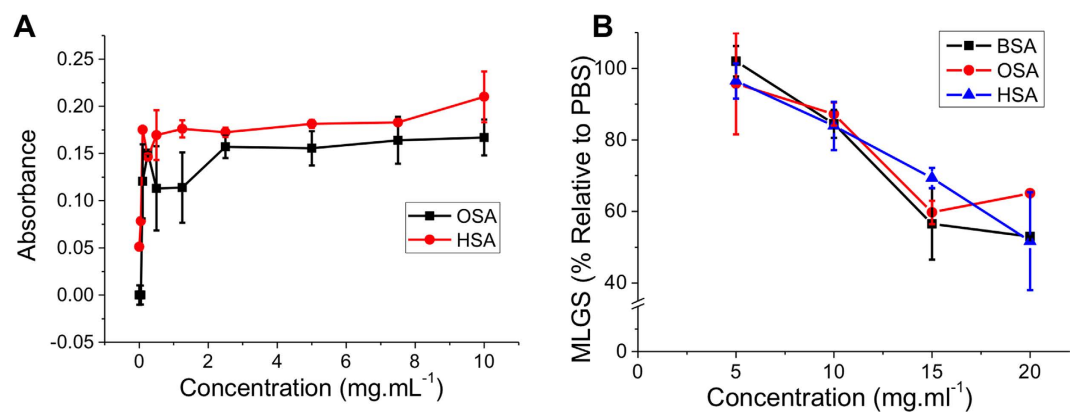 A
0.25
0.20
0.15
0.10
0.05
0.00
-0.05
Absorbance
OSA
HSA
0 2 4 6 8 10
Concentration (mg.mL⁻¹)
B
100
80
60
40
0
MLGS (% Relative to PBS)
BSA
OSA
HSA
0 5 10 15 20
Concentration (mg.ml⁻¹)